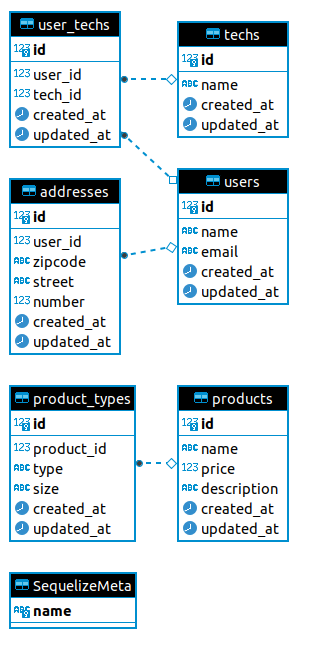 user_techs
123 id
123 user_id
123 tech_id
created_at
updated_at
techs
123 id
ABC name
created_at
updated_at
addresses
123 id
123 user_id
ABC zipcode
ABC street
123 number
created_at
updated_at
users
123 id
ABC name
ABC email
created_at
updated_at
product_types
123 id
123 product_id
ABC type
ABC size
created_at
updated_at
products
123 id
ABC name
123 price
ABC description
created_at
updated_at
SequelizeMeta
ABC name